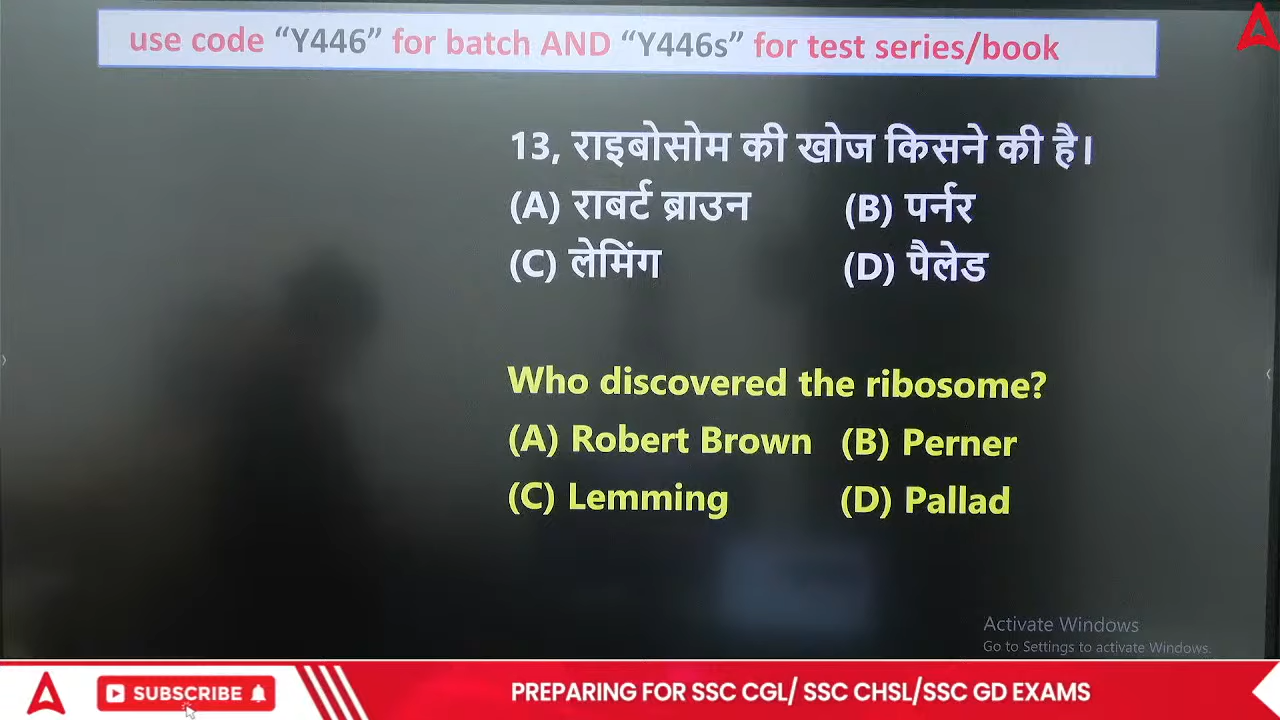 use code “Y446” for batch AND “Y446s” for test series/book
13, राइबोसोम की खोज किसने की है।
(A) राबर्ट ब्राउन (B) पर्नर
(C) लेमिंग (D) पैलेड
Who discovered the ribosome?
(A) Robert Brown (B) Perner
(C) Lemming (D) Pallad
Activate Windows
Go to Settings to activate Windows.
SUBSCRIBE
PREPARING FOR SSC CGL/ SSC CHSL/SSC GD EXAMS